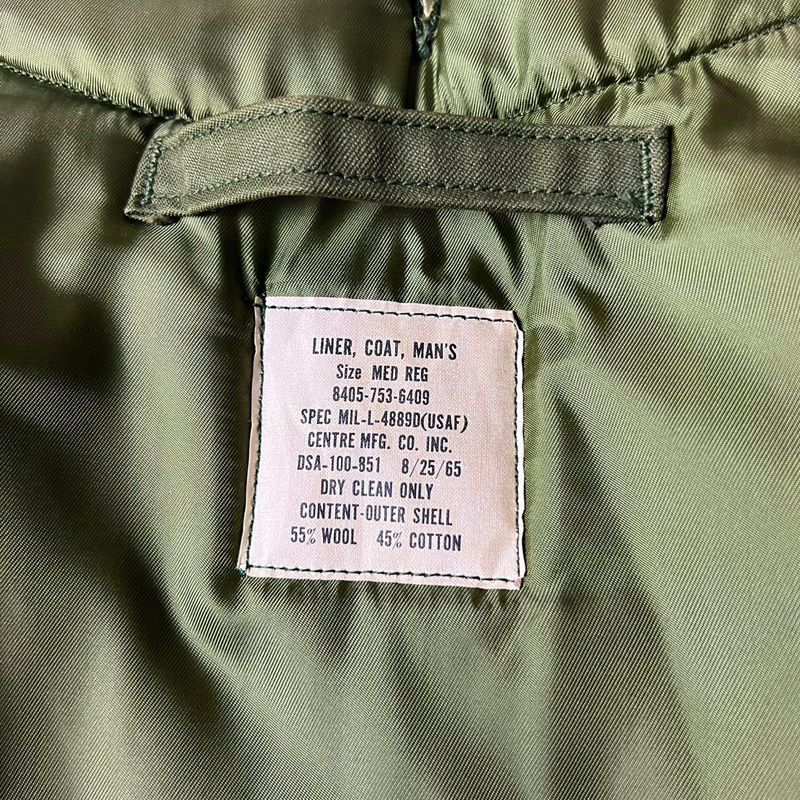 LINER, COAT, MAN'S
Size MED REG
8405-753-6409
SPEC MIL-L-4889D(USAF)
CENTRE MFG. CO. INC.
DSA-100-851 8/25/65
DRY CLEAN ONLY
CONTENT-OUTER SHELL
55% WOOL 45% COTTON